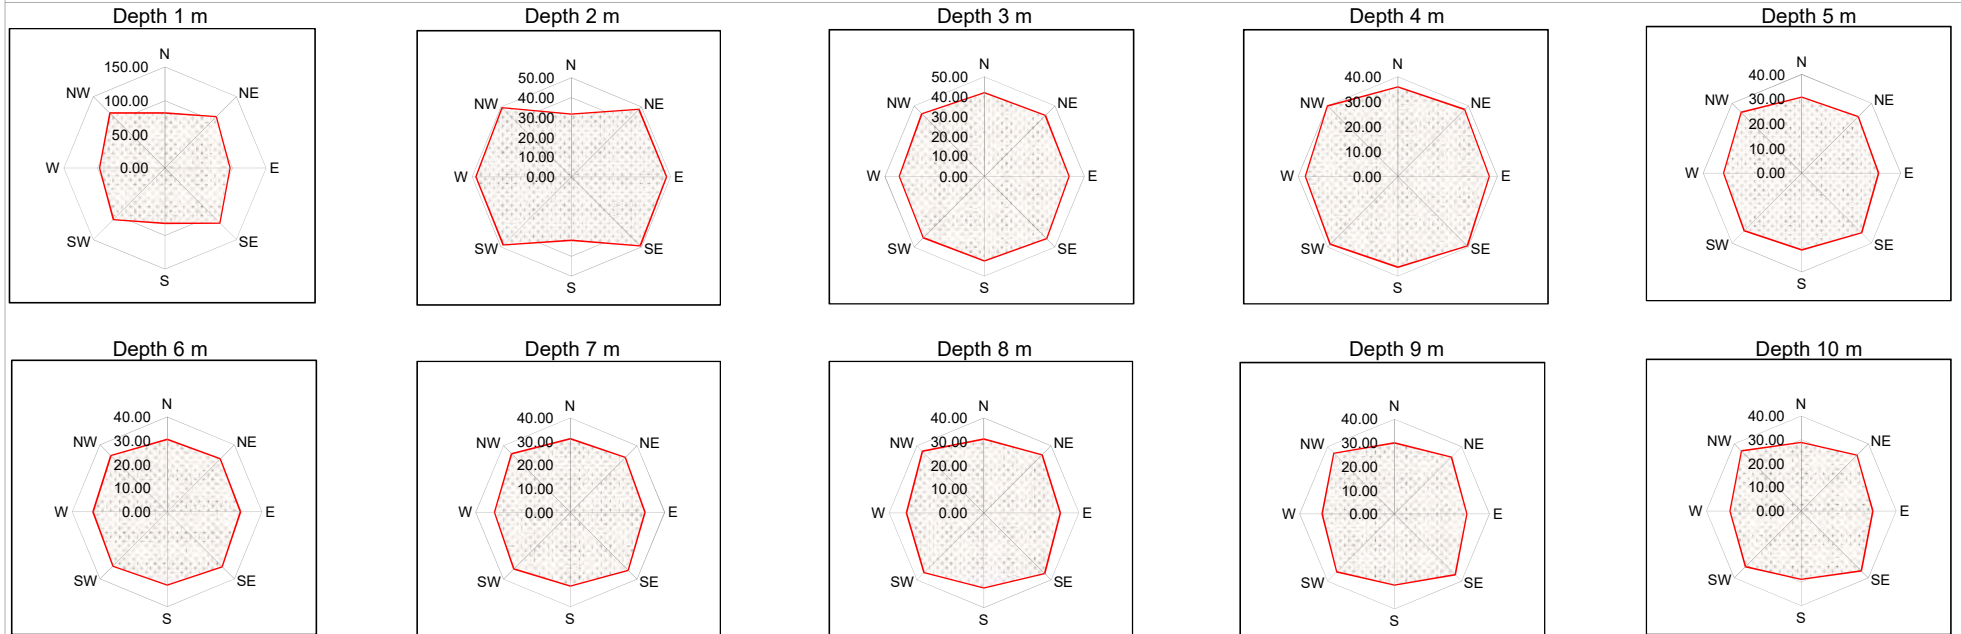 Depth 1 m
N
150.00
NW
NE
100.00
50.00
W
0.00
E
SW
SE
S
Depth 2 m
N
50.00
NW
40.00
NE
30.00
20.00
10.00
W
0.00
E
SW
SE
S
Depth 3 m
N
50.00
NW
40.00
NE
30.00
20.00
10.00
W
0.00
E
SW
SE
S
Depth 4 m
N
40.00
NW
30.00
NE
20.00
10.00
W
0.00
E
SW
SE
S
Depth 5 m
N
40.00
NW
30.00
NE
20.00
10.00
W
0.00
E
SW
SE
S
Depth 6 m
N
40.00
NW
30.00
NE
20.00
10.00
W
0.00
E
SW
SE
S
Depth 7 m
N
40.00
NW
30.00
NE
20.00
10.00
W
0.00
E
SW
SE
S
Depth 8 m
N
40.00
NW
30.00
NE
20.00
10.00
W
0.00
E
SW
SE
S
Depth 9 m
N
40.00
NW
30.00
NE
20.00
10.00
W
0.00
E
SW
SE
S
Depth 10 m
N
40.00
NW
30.00
NE
20.00
10.00
W
0.00
E
SW
SE
S